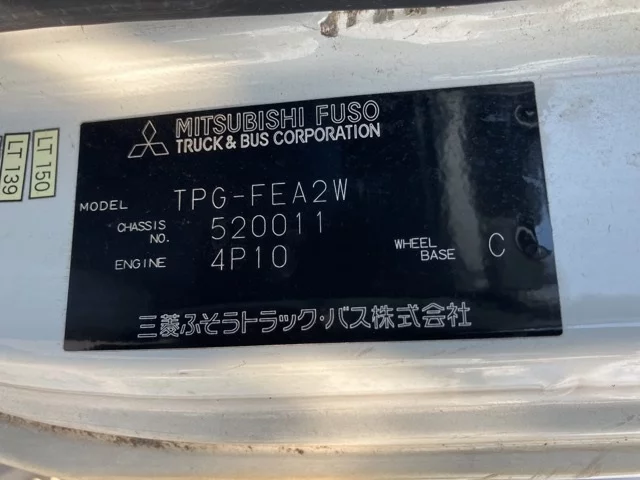 MITSUBISHI FUSO
TRUCK & BUS CORPORATION
MODEL TPG-FEA2W
CHASSIS NO. 520011
ENGINE 4P10
WHEEL BASE C
三菱ふそうトラック・バス株式会社
LT 150
LT 139